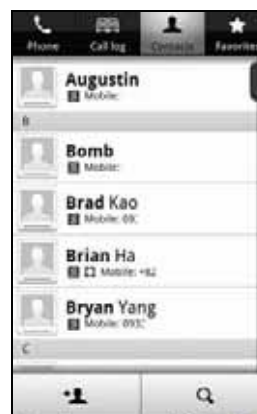 Phone Call log Contacts Favorites
Augustin
Mobile:
B
Bomb
Mobile:
Brad Kao
Mobile: 09:
Brian Ha
Mobile: +82
Bryan Yang
Mobile: 093:
C